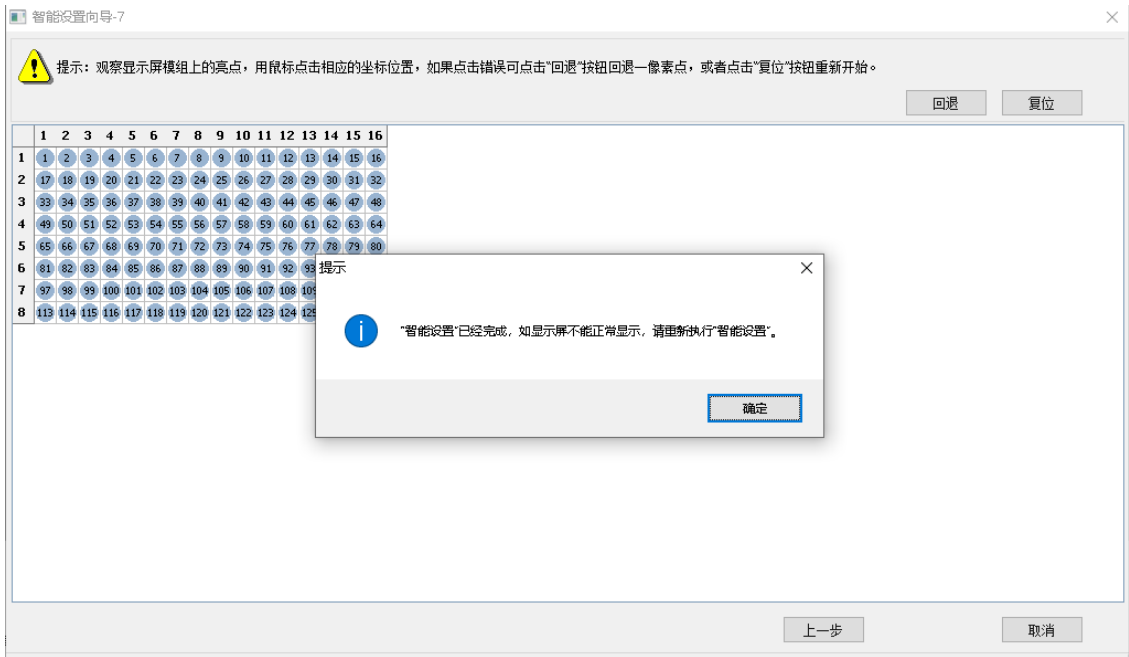 智能设置向导-7
提示：观察显示屏模组上的亮点，用鼠标点击相应的坐标位置，如果点击错误可点击"回退"按钮回退一像素点，或者点击"复位"按钮重新开始。
回退 复位
1 2 3 4 5 6 7 8 9 10 11 12 13 14 15 16
1 1 2 3 4 5 6 7 8 9 10 11 12 13 14 15 16
2 17 18 19 20 21 22 23 24 25 26 27 28 29 30 31 32
3 33 34 35 36 37 38 39 40 41 42 43 44 45 46 47 48
4 49 50 51 52 53 54 55 56 57 58 59 60 61 62 63 64
5 65 66 67 68 69 70 71 72 73 74 75 76 77 78 79 80
6 81 82 83 84 85 86 87 88 89 90 91 92 93
7 97 98 99 100 101 102 103 104 105 106 107 108 109
8 113 114 115 116 117 118 119 120 121 122 123 124 125
提示
"智能设置"已经完成，如显示屏不能正常显示，请重新执行"智能设置"。
确定
上一步 取消